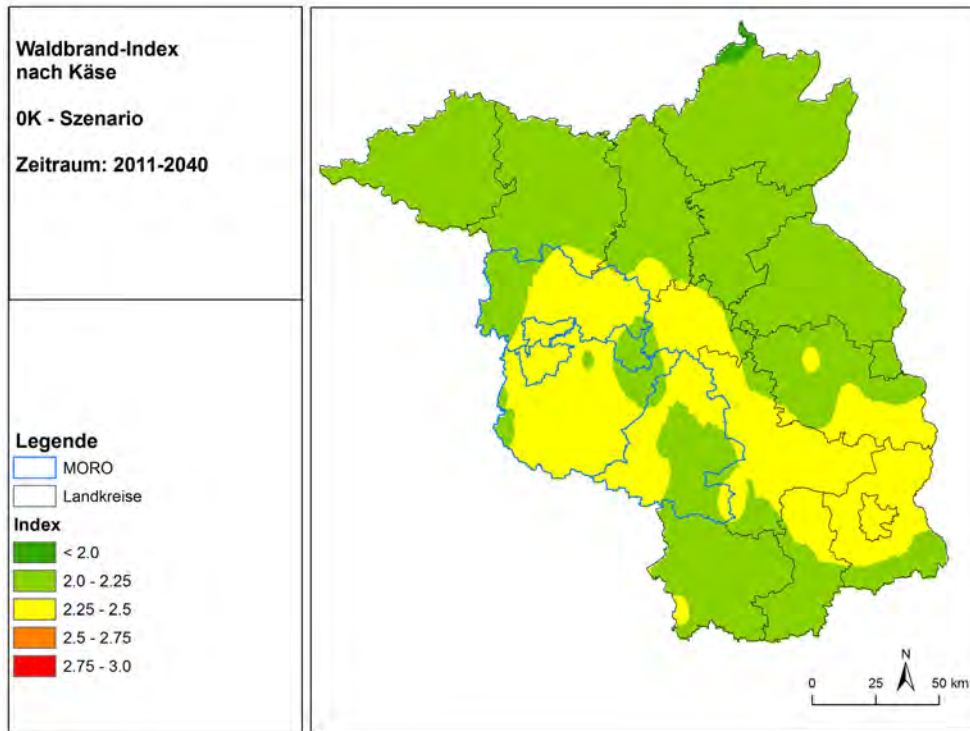 Waldbrand-Index
nach Käse
0K - Szenario
Zeitraum: 2011-2040
Legende
MORO
Landkreise
Index
< 2.0
2.0 - 2.25
2.25 - 2.5
2.5 - 2.75
2.75 - 3.0
N
0 25 50 km